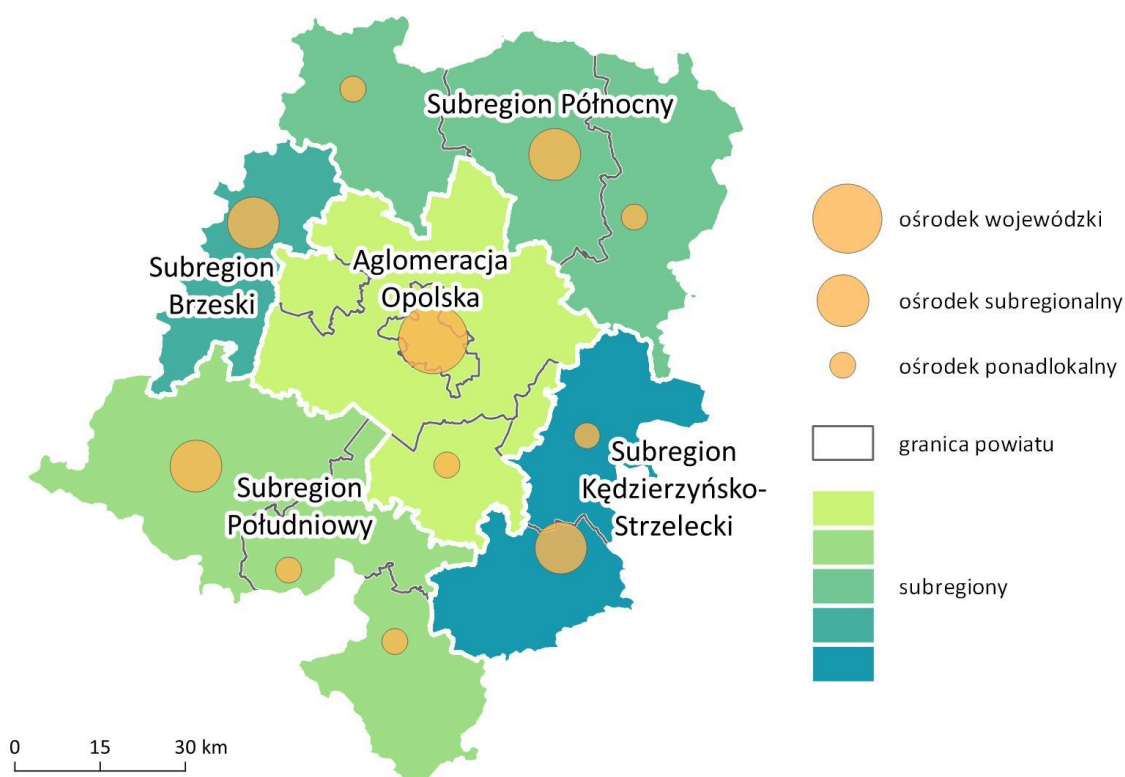 Subregion Północny
Aglomeracja
Opolska
Subregion
Brzeski
Subregion
Kędzierzyńsko-
Strzelecki
Subregion
Południowy
ośrodek wojewódzki
ośrodek subregionalny
ośrodek ponadlokalny
granica powiatu
subregiony
0 15 30 km